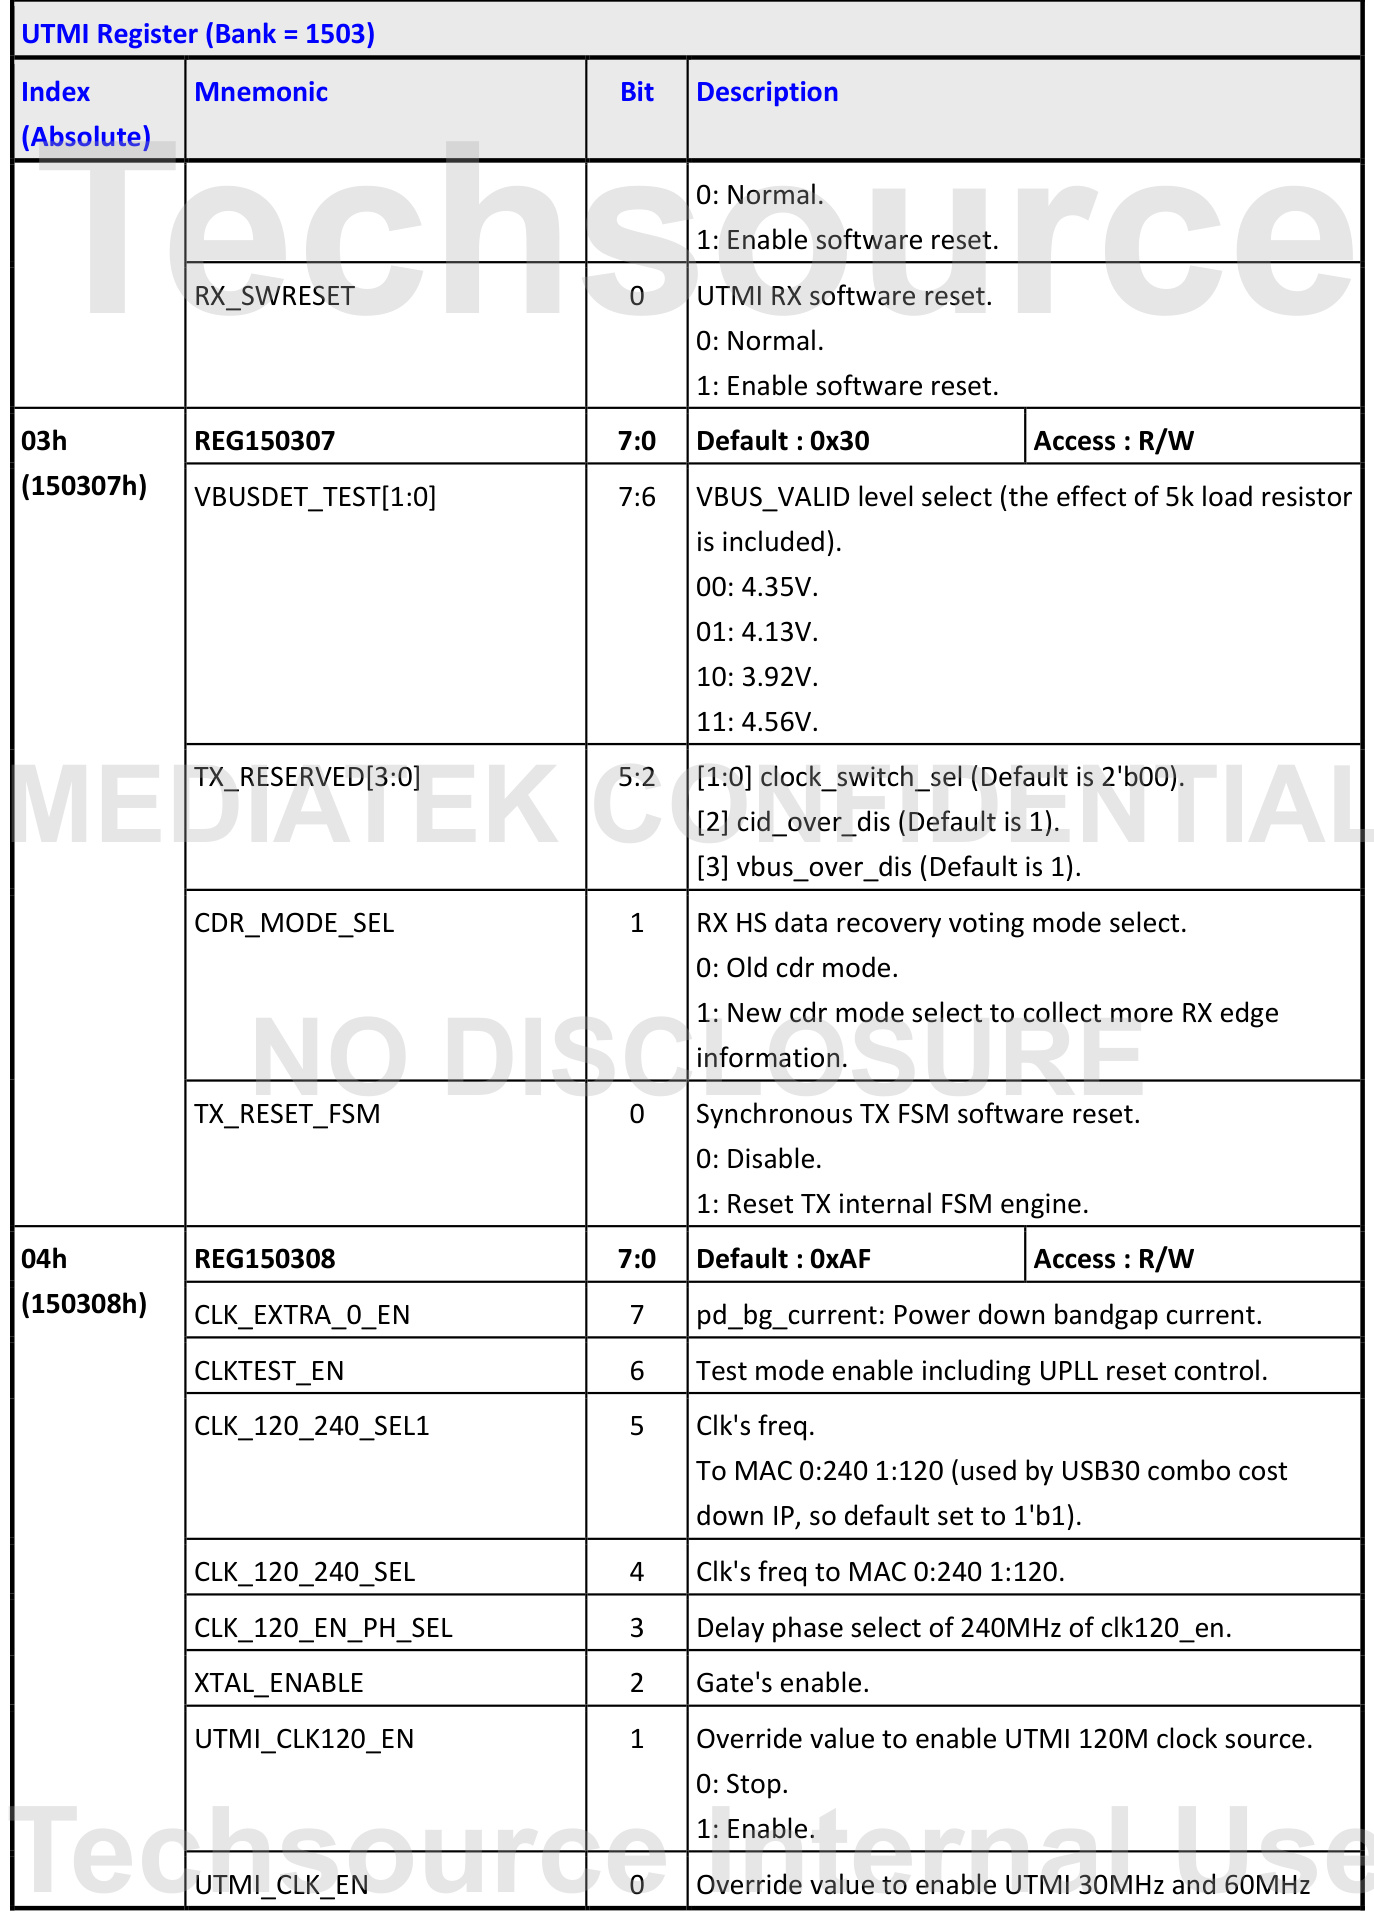 UTMI Register (Bank = 1503)
Index Mnemonic Bit Description
(Absolute)
0: Normal.
1: Enable software reset.
RX_SWRESET 0 UTMI RX software reset.
0: Normal.
1: Enable software reset.
03h REG150307 7:0 Default : 0x30 Access : R/W
(150307h)
VBUSDET_TEST[1:0] 7:6 VBUS_VALID level select (the effect of 5k load resistor
is included).
00: 4.35V.
01: 4.13V.
10: 3.92V.
11: 4.56V.
TX_RESERVED[3:0] 5:2 [1:0] clock_switch_sel (Default is 2'b00).
[2] cid_over_dis (Default is 1).
[3] vbus_over_dis (Default is 1).
CDR_MODE_SEL 1 RX HS data recovery voting mode select.
0: Old cdr mode.
1: New cdr mode select to collect more RX edge
information.
TX_RESET_FSM 0 Synchronous TX FSM software reset.
0: Disable.
1: Reset TX internal FSM engine.
04h REG150308 7:0 Default : 0xAF Access : R/W
(150308h)
CLK_EXTRA_0_EN 7 pd_bg_current: Power down bandgap current.
CLKTEST_EN 6 Test mode enable including UPLL reset control.
CLK_120_240_SEL1 5 Clk's freq.
To MAC 0:240 1:120 (used by USB30 combo cost
down IP, so default set to 1'b1).
CLK_120_240_SEL 4 Clk's freq to MAC 0:240 1:120.
CLK_120_EN_PH_SEL 3 Delay phase select of 240MHz of clk120_en.
XTAL_ENABLE 2 Gate's enable.
UTMI_CLK120_EN 1 Override value to enable UTMI 120M clock source.
0: Stop.
1: Enable.
UTMI_CLK_EN 0 Override value to enable UTMI 30MHz and 60MHz
Techsource
MEDIATEK CONFIDENTIAL
NO DISCLOSURE
Techsource Internal Use